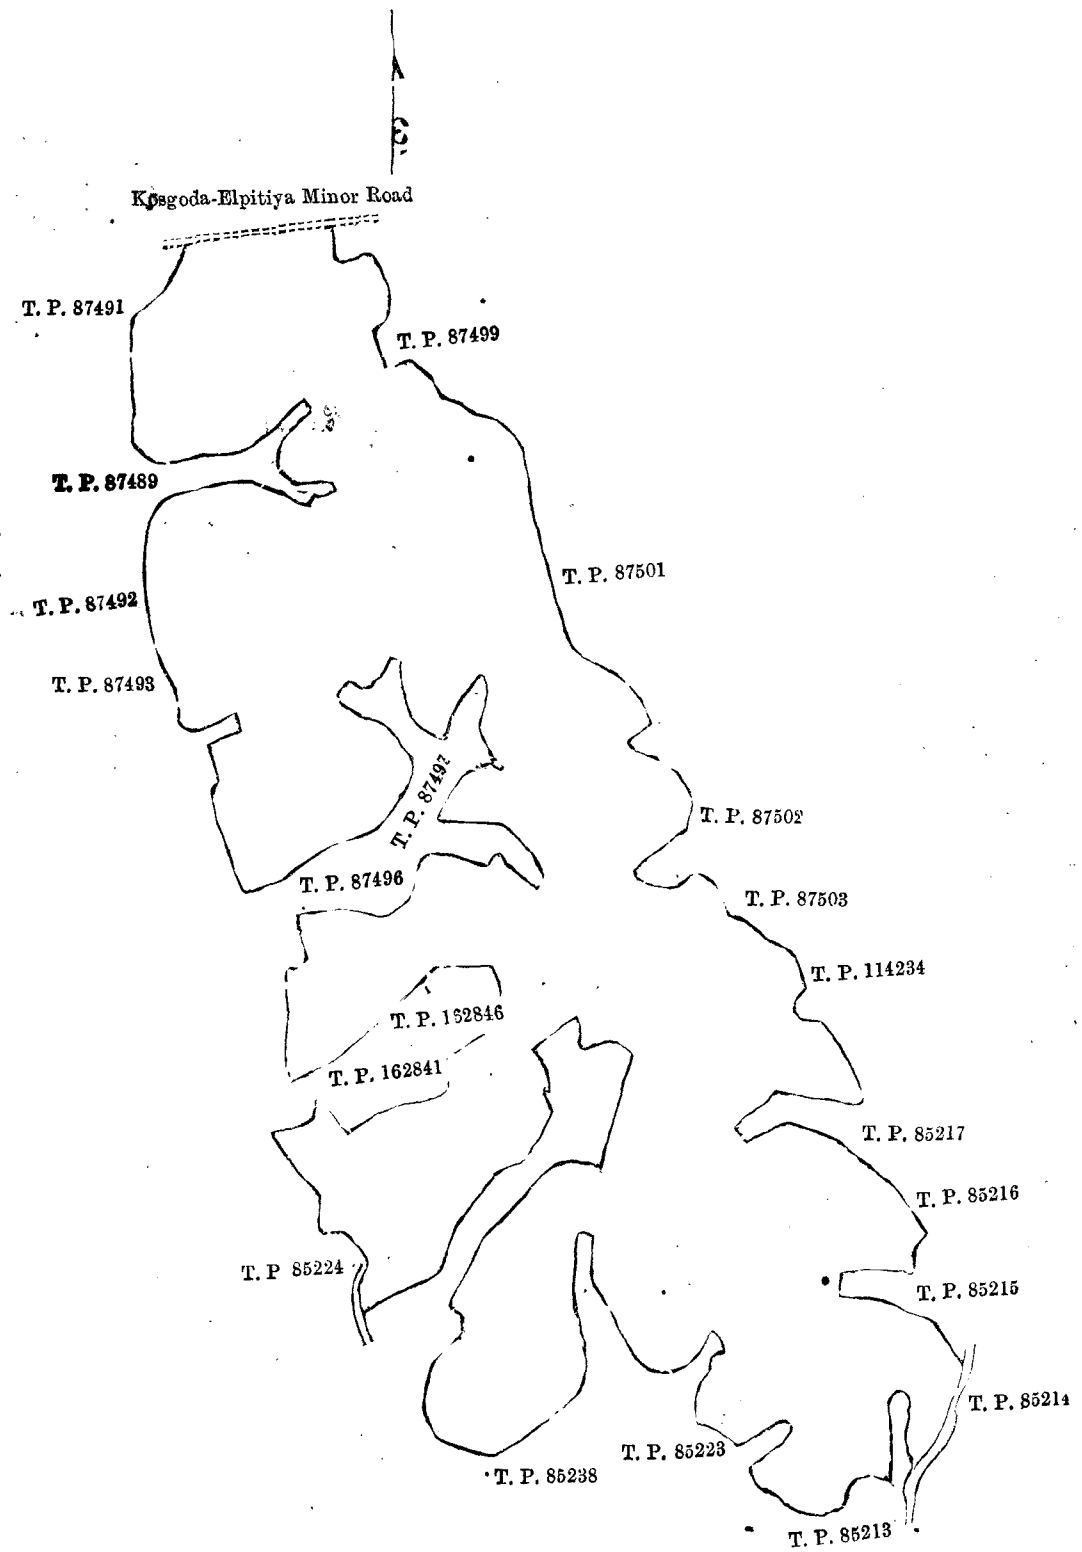 Kosgoda-Elpitiya Minor Road
T. P. 87491
T. P. 87499
T. P. 87489
T. P. 87501
T. P. 87492
T. P. 87493
T. P. 87497
T. P. 87502
T. P. 87496
T. P. 87503
T. P. 114234
T. P. 162846
T. P. 162841
T. P. 85217
T. P. 85216
T. P 85224
T. P. 85215
T. P. 85214
T. P. 85223
T. P. 85238
T. P. 85213